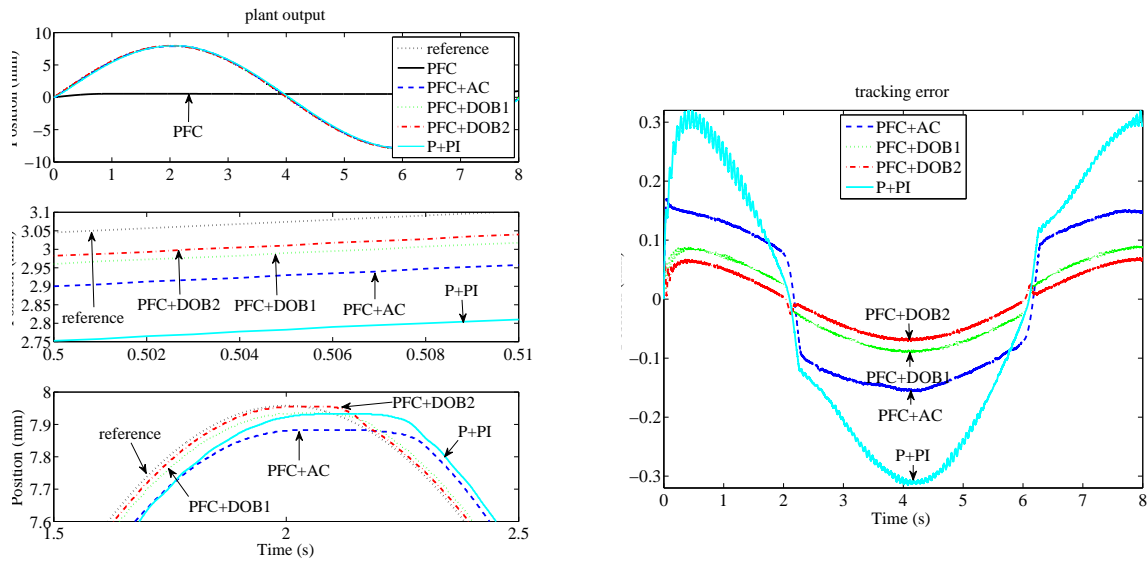 plant output
10
5
0
−5
−10
0
1
2
3
4
5
6
7
8
reference
PFC
PFC+AC
PFC+DOB1
PFC+DOB2
P+PI
PFC
3.1
3.05
3
2.95
2.9
2.85
2.8
2.75
0.5
0.502
0.504
0.506
0.508
0.51
reference
PFC+DOB2
PFC+DOB1
PFC+AC
P+PI
Position (mm)
8
7.9
7.8
7.7
7.6
1.5
2
2.5
Time (s)
reference
PFC+DOB1
PFC+AC
PFC+DOB2
P+PI
tracking error
0.3
0.2
0.1
0
−0.1
−0.2
−0.3
0
1
2
3
4
5
6
7
8
Time (s)
PFC+AC
PFC+DOB1
PFC+DOB2
P+PI
PFC+DOB2
PFC+DOB1
PFC+AC
P+PI